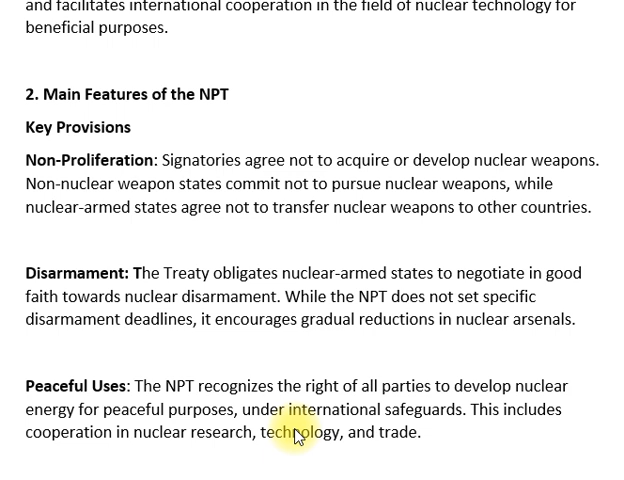 and facilitates international cooperation in the field of nuclear technology for
beneficial purposes.
2. Main Features of the NPT
Key Provisions
Non-Proliferation: Signatories agree not to acquire or develop nuclear weapons.
Non-nuclear weapon states commit not to pursue nuclear weapons, while
nuclear-armed states agree not to transfer nuclear weapons to other countries.
Disarmament: The Treaty obligates nuclear-armed states to negotiate in good
faith towards nuclear disarmament. While the NPT does not set specific
disarmament deadlines, it encourages gradual reductions in nuclear arsenals.
Peaceful Uses: The NPT recognizes the right of all parties to develop nuclear
energy for peaceful purposes, under international safeguards. This includes
cooperation in nuclear research, technology, and trade.